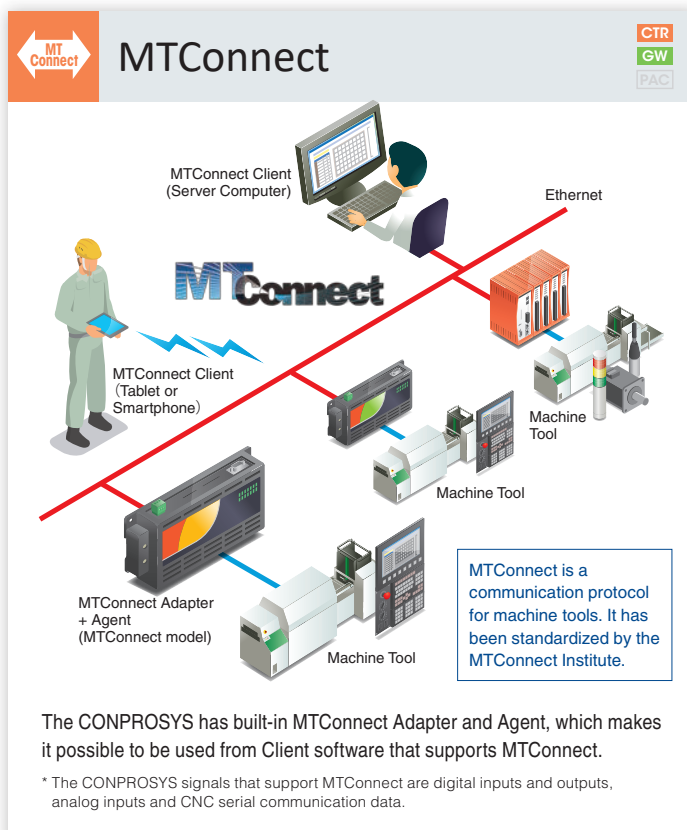 MT
Connect
MTConnect
CTR
GW
PAC
MTConnect Client
(Server Computer)
Ethernet
MTConnect
MTConnect Client
(Tablet or
Smartphone)
Machine
Tool
Machine Tool
MTConnect Adapter
+ Agent
(MTConnect model)
Machine Tool
MTConnect is a
communication protocol
for machine tools. It has
been standardized by the
MTConnect Institute.
The CONPROSYS has built-in MTConnect Adapter and Agent, which makes
it possible to be used from Client software that supports MTConnect.
* The CONPROSYS signals that support MTConnect are digital inputs and outputs,
analog inputs and CNC serial communication data.